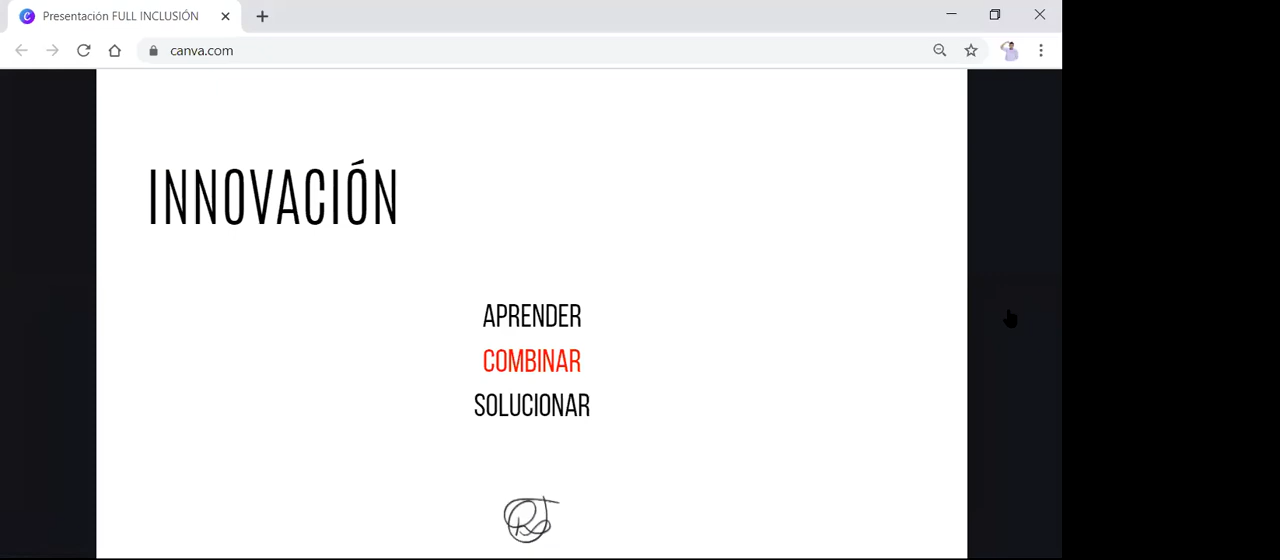 Presentación FULL INCLUSIÓN
canva.com
INNOVACIÓN
APRENDER
COMBINAR
SOLUCIONAR